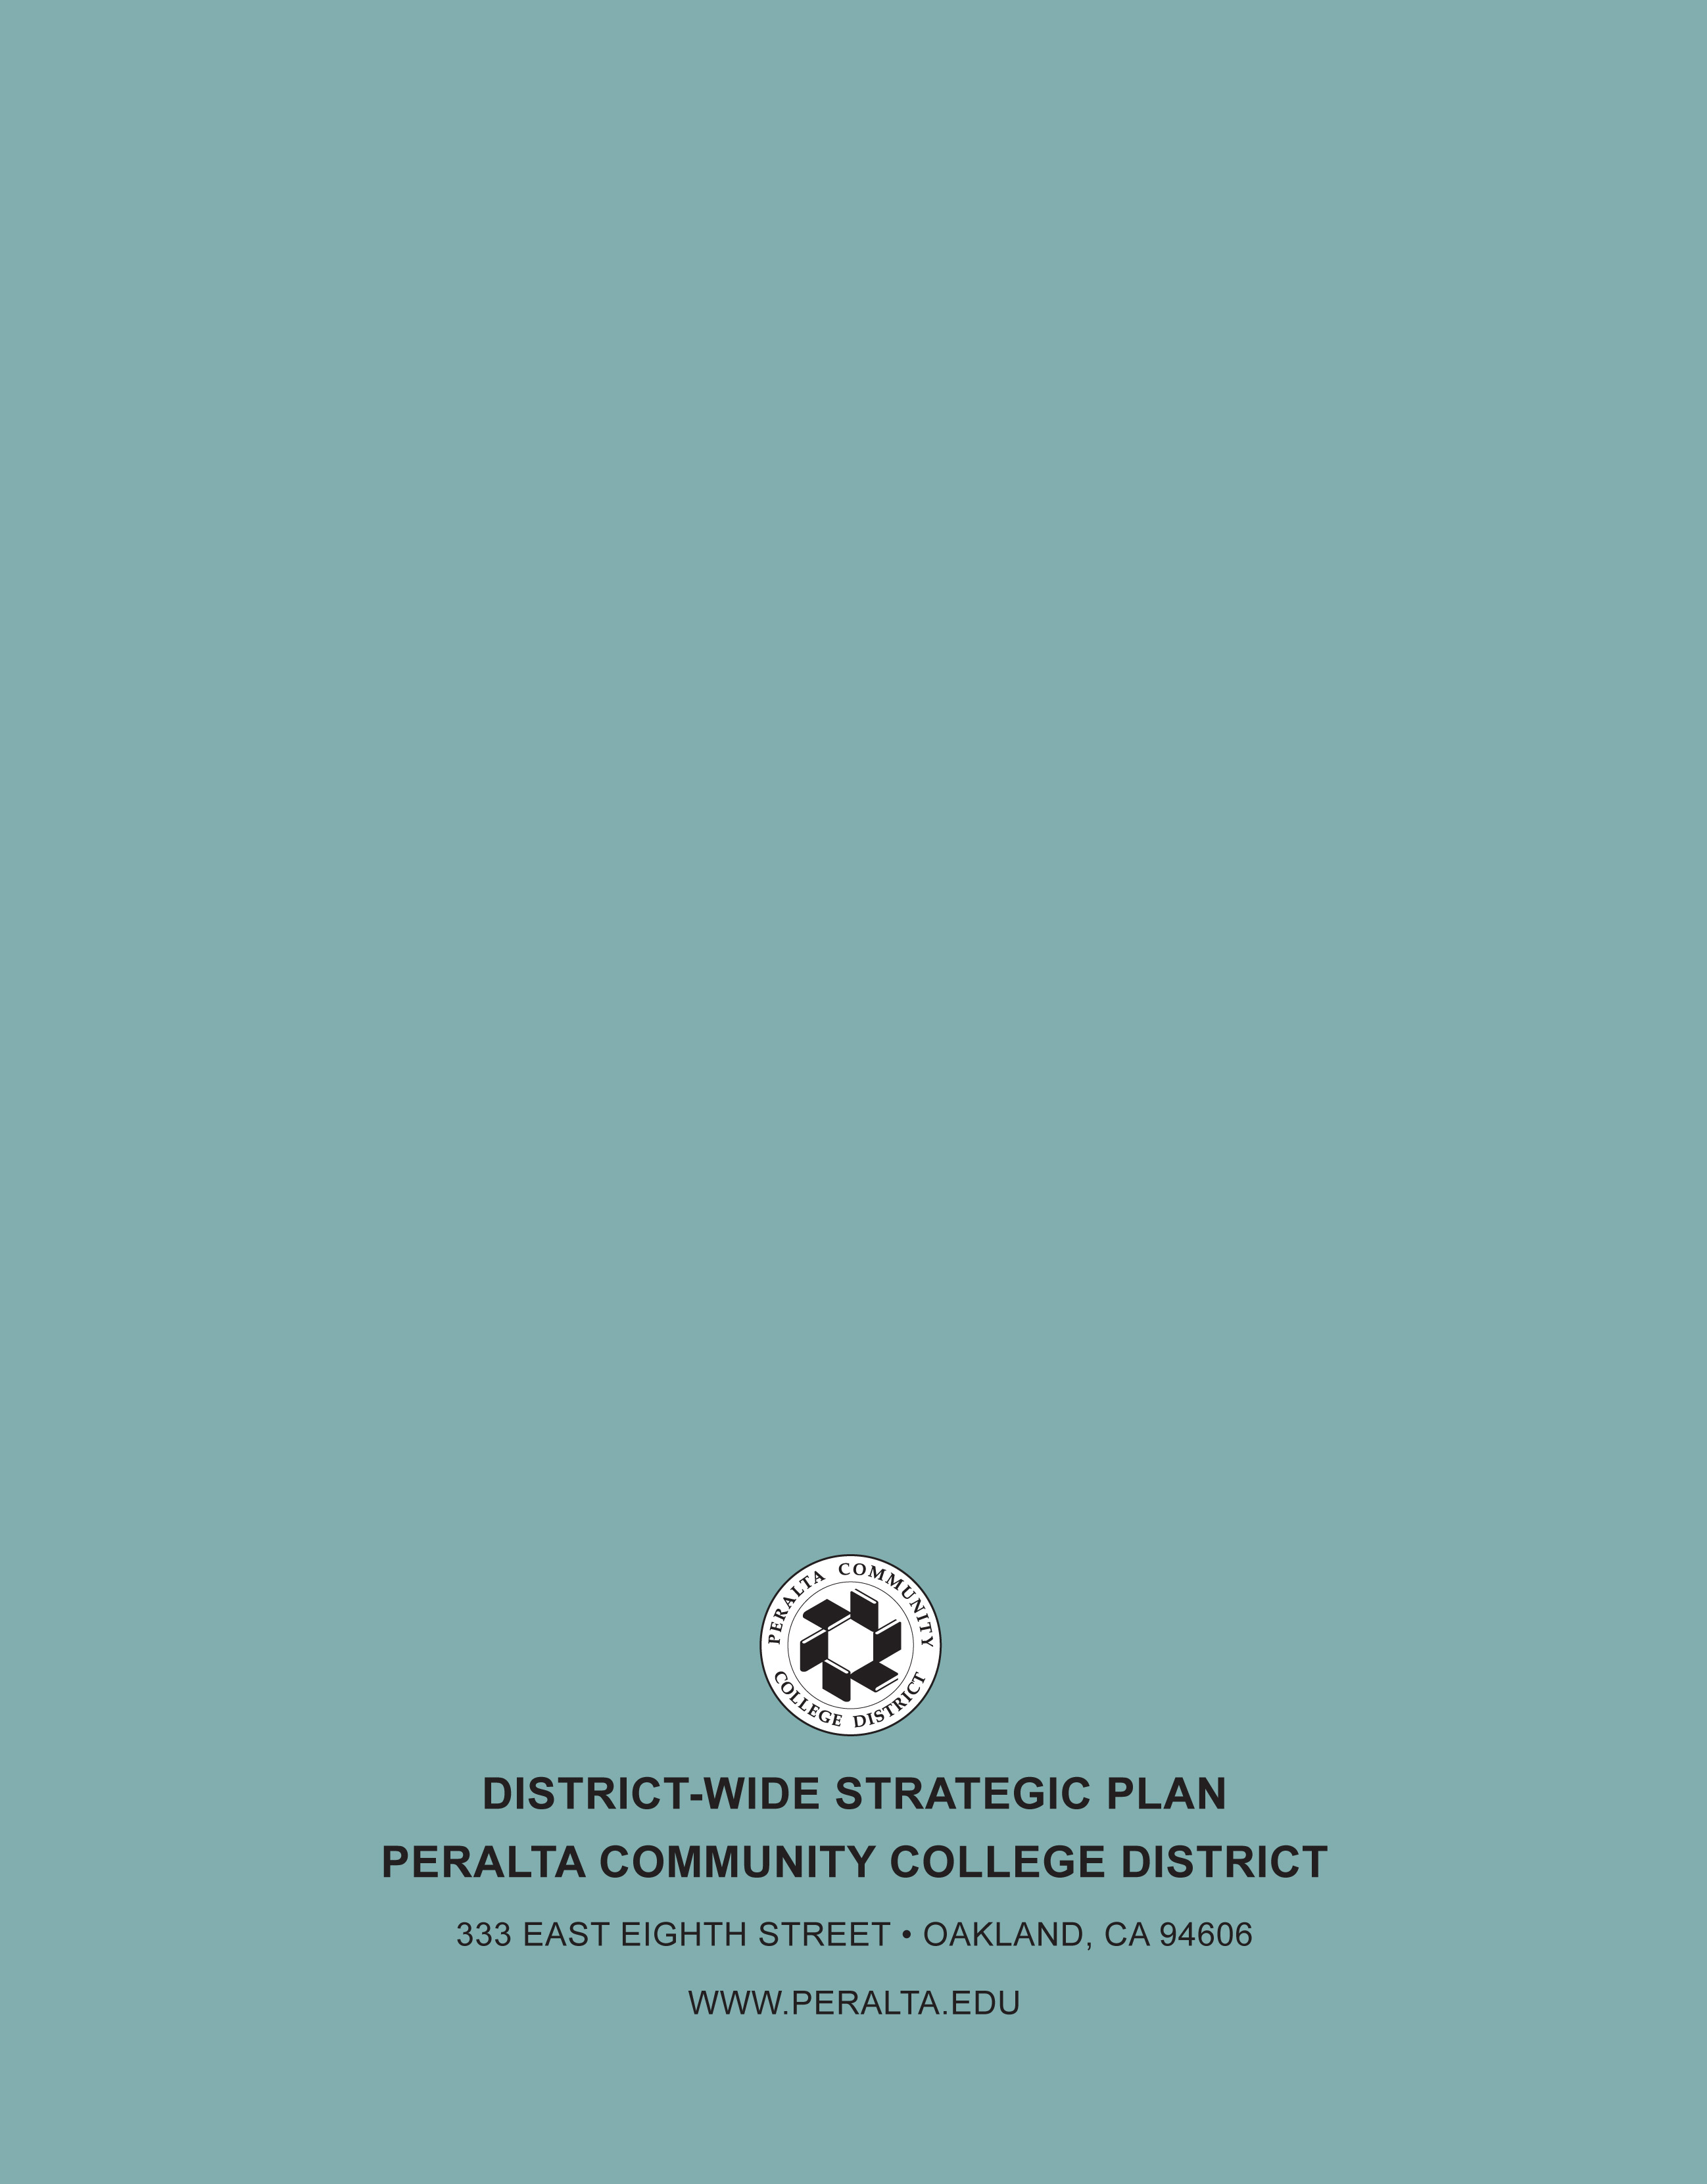 PERALTA COMMUNITY
COLLEGE DISTRICT
DISTRICT-WIDE STRATEGIC PLAN
PERALTA COMMUNITY COLLEGE DISTRICT
333 EAST EIGHTH STREET • OAKLAND, CA 94606
WWW.PERALTA.EDU